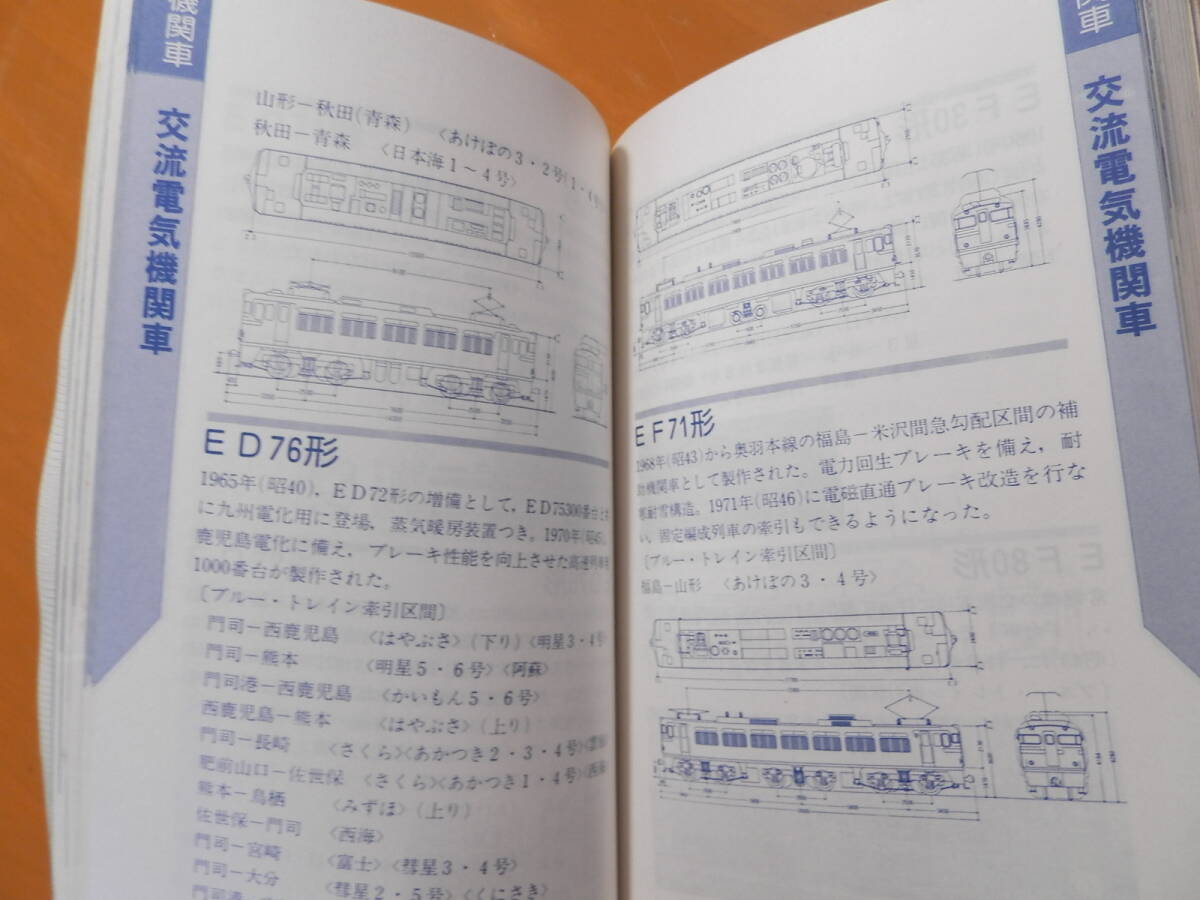 機関車
交流電気機関車
山形－秋田(青森) 〈あけぼの3・2号(1・4号
秋田－青森 〈日本海1～4号〉
ED76形
1965年(昭40)，ED72形の増備として，ED75300番台と
に九州電化用に登場，蒸気暖房装置つき。1970年(昭45)、
鹿児島電化に備え，ブレーキ性能を向上させた高速列車用
1000番台が製作された。
〔ブルー・トレイン牽引区間〕
門司－西鹿児島 〈はやぶさ〉(下り)〈明星3・4号
門司－熊本 〈明星5・6号〉〈阿蘇〉
門司港－西鹿児島 〈かいもん5・6号〉
西鹿児島－熊本 〈はやぶさ〉(上り)
門司－長崎 〈さくら〉〈あかつき2・3・4号〉
肥前山口－佐世保 〈さくら〉〈あかつき1・4号〉〈西海
熊本－鳥栖 〈みずほ〉(上り)
佐世保－門司 〈西海〉
門司－宮崎 〈富士〉〈彗星3・4号〉
門司－大分 〈彗星2・5号〉〈くにさき〉
門司港－
機関車
交流電気機関車
EF71形
1968年(昭43)から奥羽本線の福島－米沢間急勾配区間の補
助機関車として製作された。電力回生ブレーキを備え，耐
寒耐雪構造。1971年(昭46)に電磁直通ブレーキ改造を行な
い，固定編成列車の牽引もできるようになった。
〔ブルー・トレイン牽引区間〕
福島－山形 〈あけぼの3・4号〉